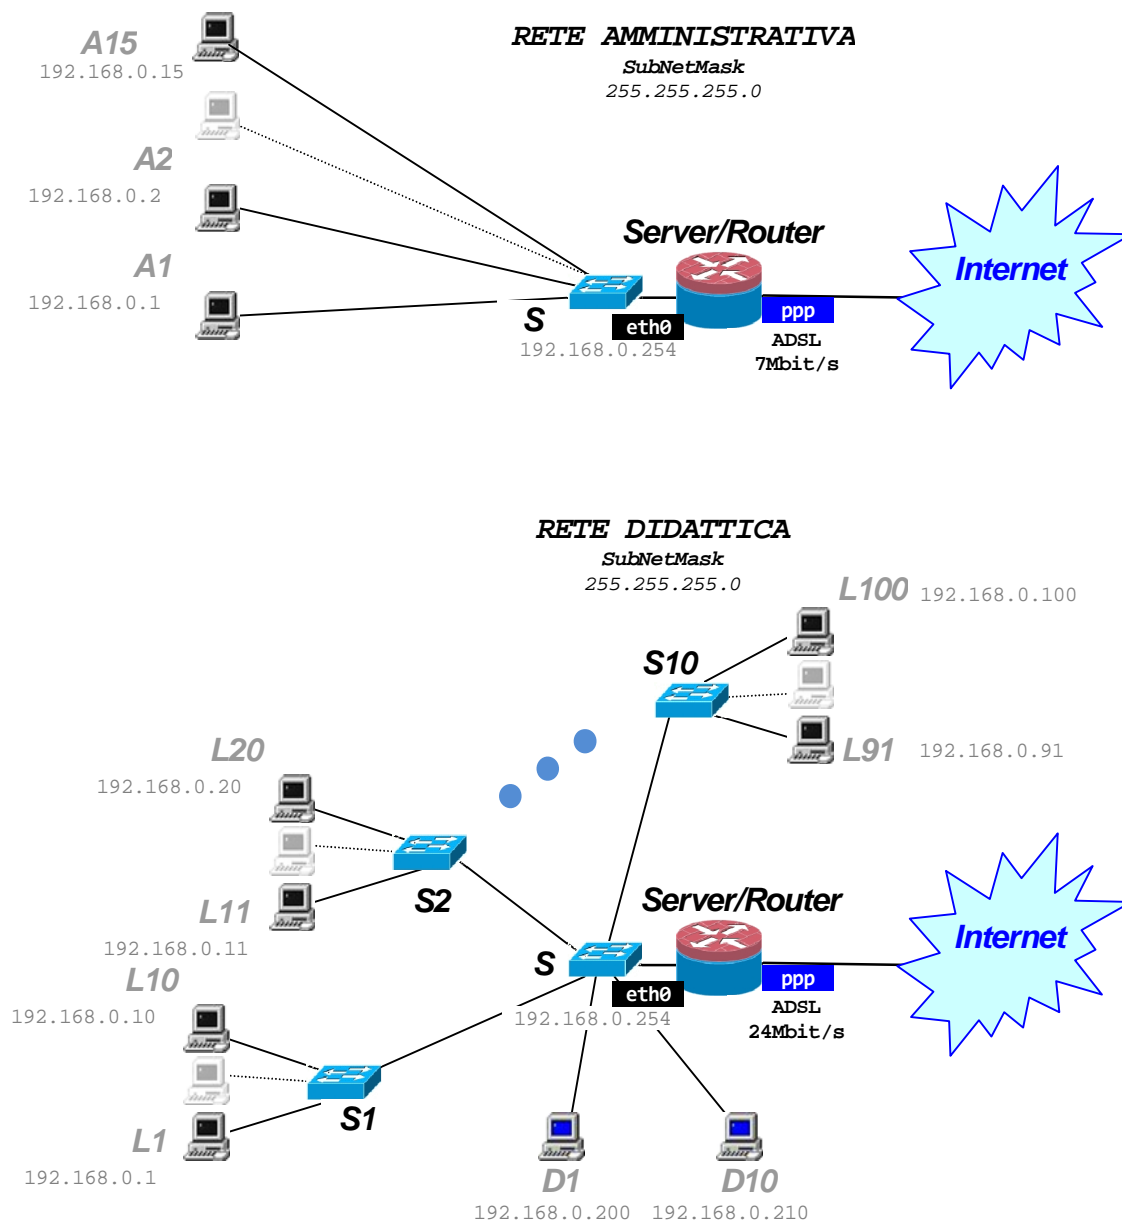 RETE AMMINISTRATIVA
SubNetMask
255.255.255.0
A15
192.168.0.15
A2
192.168.0.2
A1
192.168.0.1
Server/Router
Internet
S
eth0
192.168.0.254
ppp
ADSL
7Mbit/s
RETE DIDATTICA
SubNetMask
255.255.255.0
L100 192.168.0.100
S10
L91 192.168.0.91
L20
192.168.0.20
S2
L11
192.168.0.11
Server/Router
Internet
S
eth0
192.168.0.254
ppp
ADSL
24Mbit/s
L10
192.168.0.10
S1
L1
192.168.0.1
D1
192.168.0.200
D10
192.168.0.210